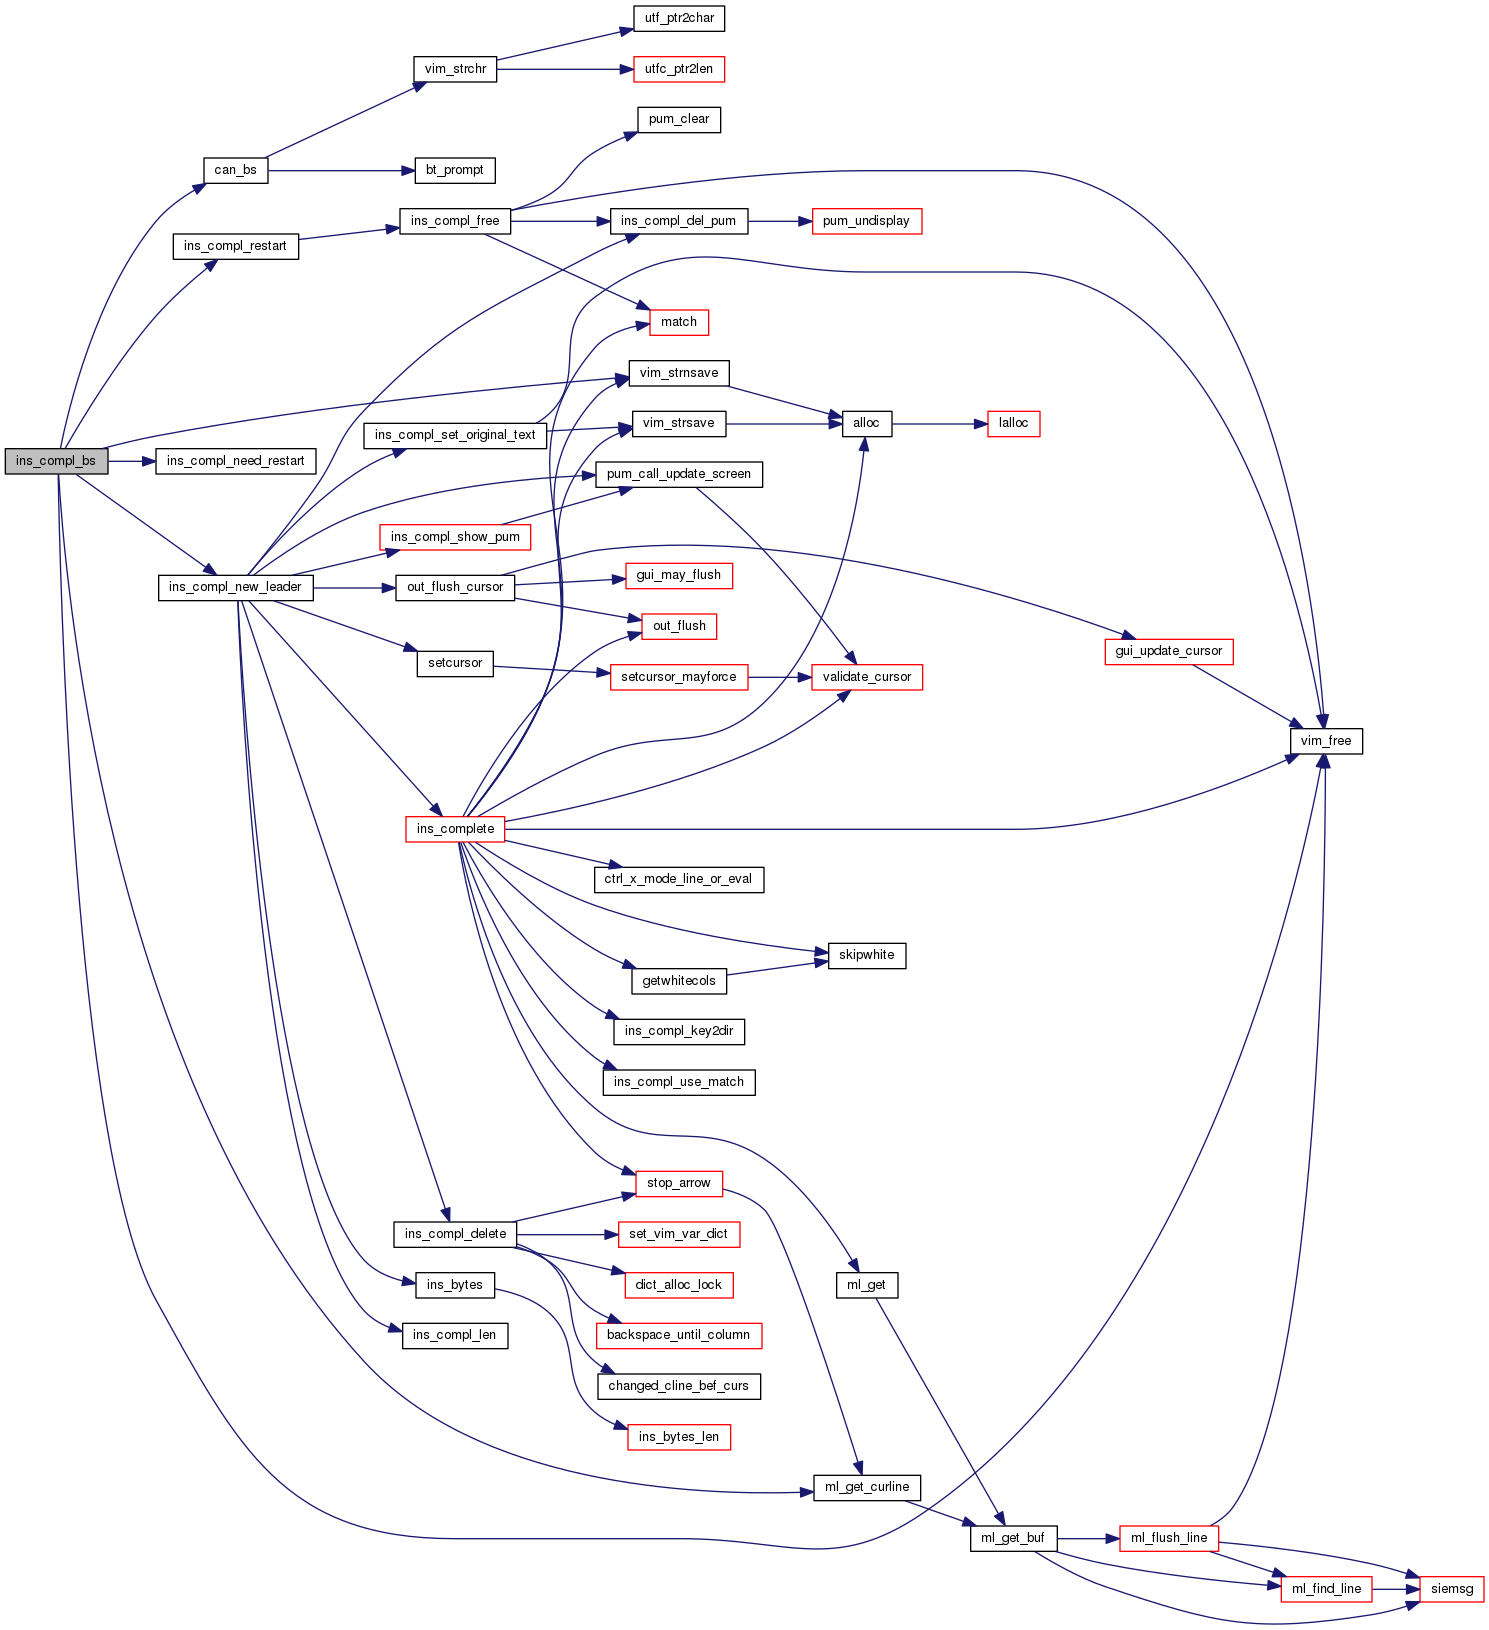 utf_ptr2char
vim_strchr
utfc_ptr2len
pum_clear
can_bs
bt_prompt
ins_compl_free
ins_compl_del_pum
pum_undisplay
ins_compl_restart
match
vim_strnsave
ins_compl_set_original_text
vim_strsave
alloc
lalloc
ins_compl_bs
ins_compl_need_restart
pum_call_update_screen
ins_compl_show_pum
ins_compl_new_leader
out_flush_cursor
gui_may_flush
out_flush
gui_update_cursor
setcursor
setcursor_mayforce
validate_cursor
vim_free
ins_complete
ctrl_x_mode_line_or_eval
skipwhite
getwhitecols
ins_compl_key2dir
ins_compl_use_match
stop_arrow
ins_compl_delete
set_vim_var_dict
ins_bytes
dict_alloc_lock
ml_get
ins_compl_len
backspace_until_column
changed_cline_bef_curs
ins_bytes_len
ml_get_curline
ml_get_buf
ml_flush_line
ml_find_line
siemsg